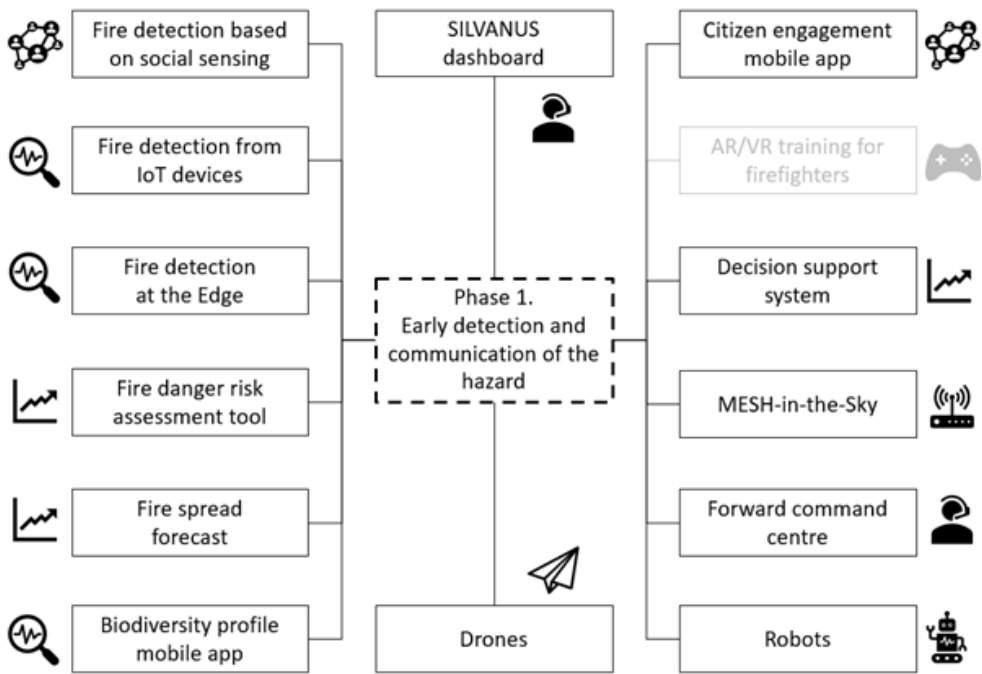 Fire detection based
on social sensing
SILVANUS
dashboard
Citizen engagement
mobile app
Fire detection from
IoT devices
AR/VR training for
firefighters
Fire detection
at the Edge
Phase 1.
Early detection and
communication of the
hazard
Decision support
system
Fire danger risk
assessment tool
MESH-in-the-Sky
Fire spread
forecast
Forward command
centre
Biodiversity profile
mobile app
Drones
Robots